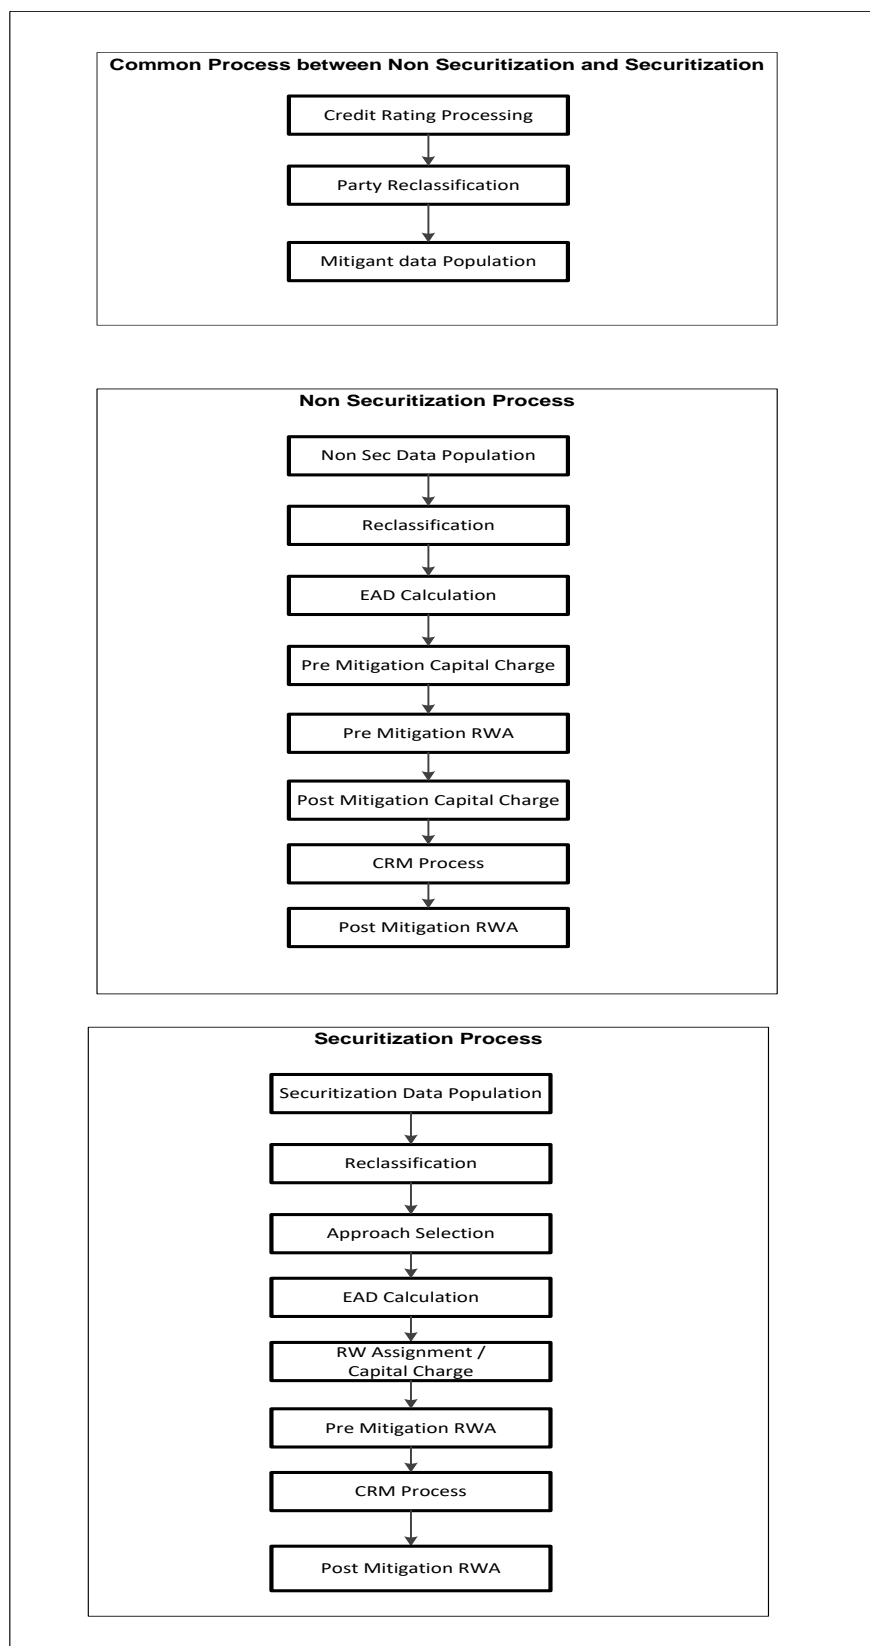 Common Process between Non Securitization and Securitization
Credit Rating Processing
Party Reclassification
Mitigant data Population
Non Securitization Process
Non Sec Data Population
Reclassification
EAD Calculation
Pre Mitigation Capital Charge
Pre Mitigation RWA
Post Mitigation Capital Charge
CRM Process
Post Mitigation RWA
Securitization Process
Securitization Data Population
Reclassification
Approach Selection
EAD Calculation
RW Assignment /
Capital Charge
Pre Mitigation RWA
CRM Process
Post Mitigation RWA